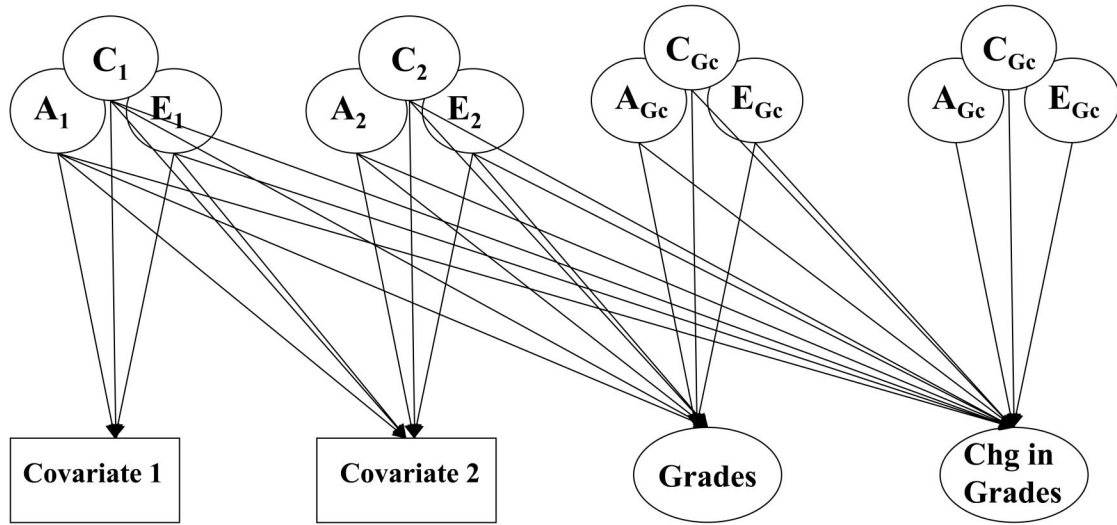 C1
A1 E1
C2
A2 E2
CGc
AGc EGc
CGc
AGc EGc
Covariate 1
Covariate 2
Grades
Chg in
Grades